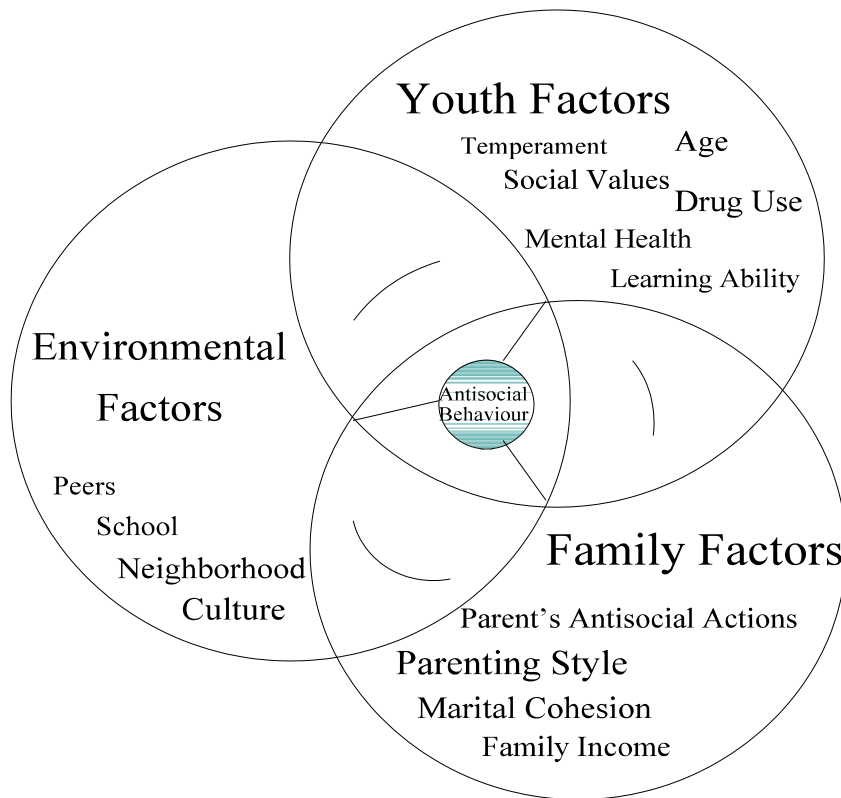 Youth Factors
Temperament
Age
Social Values
Drug Use
Mental Health
Learning Ability
Environmental
Factors
Peers
School
Neighborhood
Culture
Antisocial
Behaviour
Family Factors
Parent's Antisocial Actions
Parenting Style
Marital Cohesion
Family Income